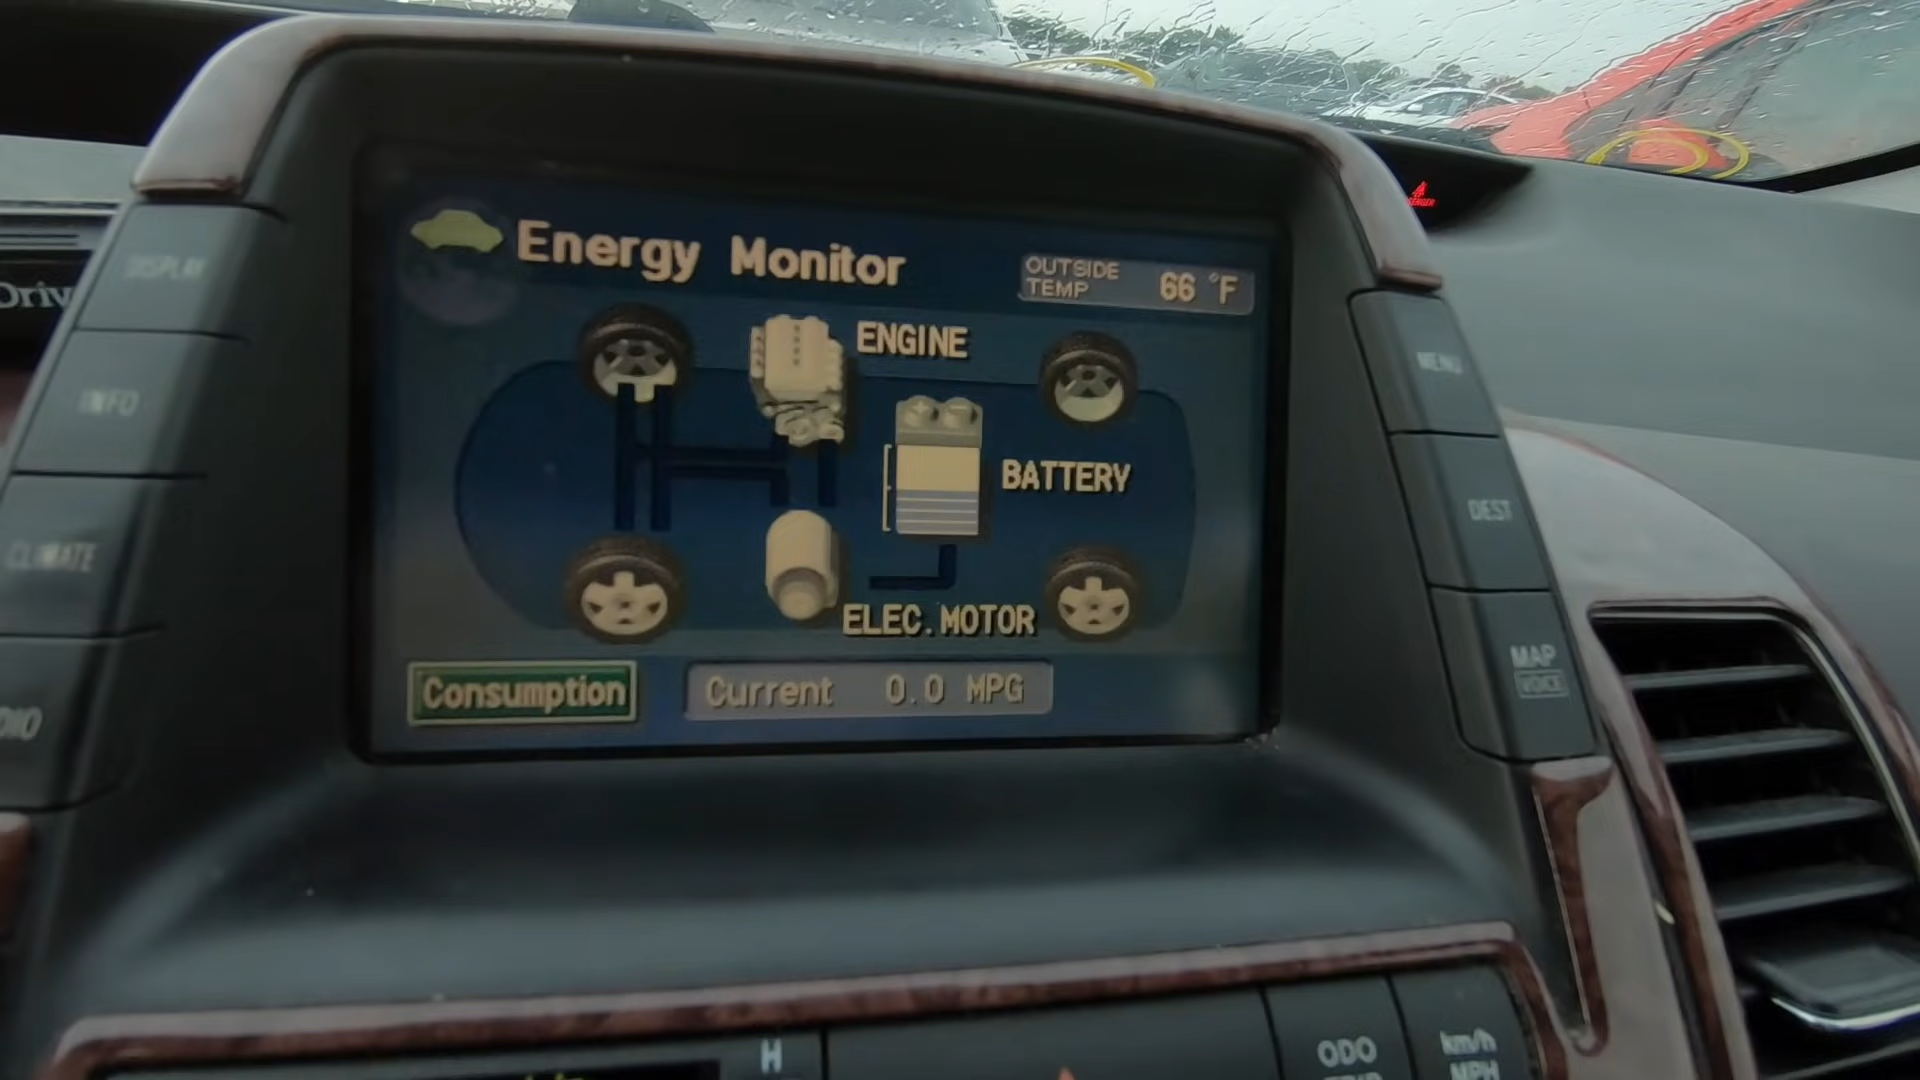 Energy Monitor
OUTSIDE TEMP 66 °F
ENGINE
BATTERY
ELEC. MOTOR
Consumption
Current 0.0 MPG
DISPLAY
INFO
CLIMATE
MENU
DEST
MAP
VOICE
H
ODO
km/h
MPH